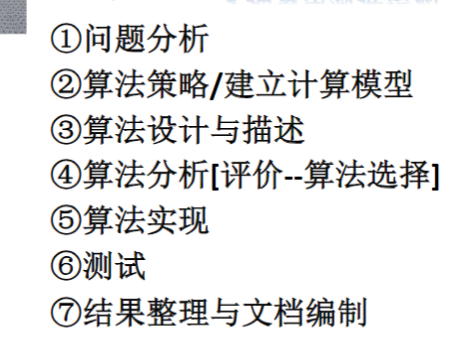 ①问题分析
②算法策略/建立计算模型
③算法设计与描述
④算法分析[评价--算法选择]
⑤算法实现
⑥测试
⑦结果整理与文档编制